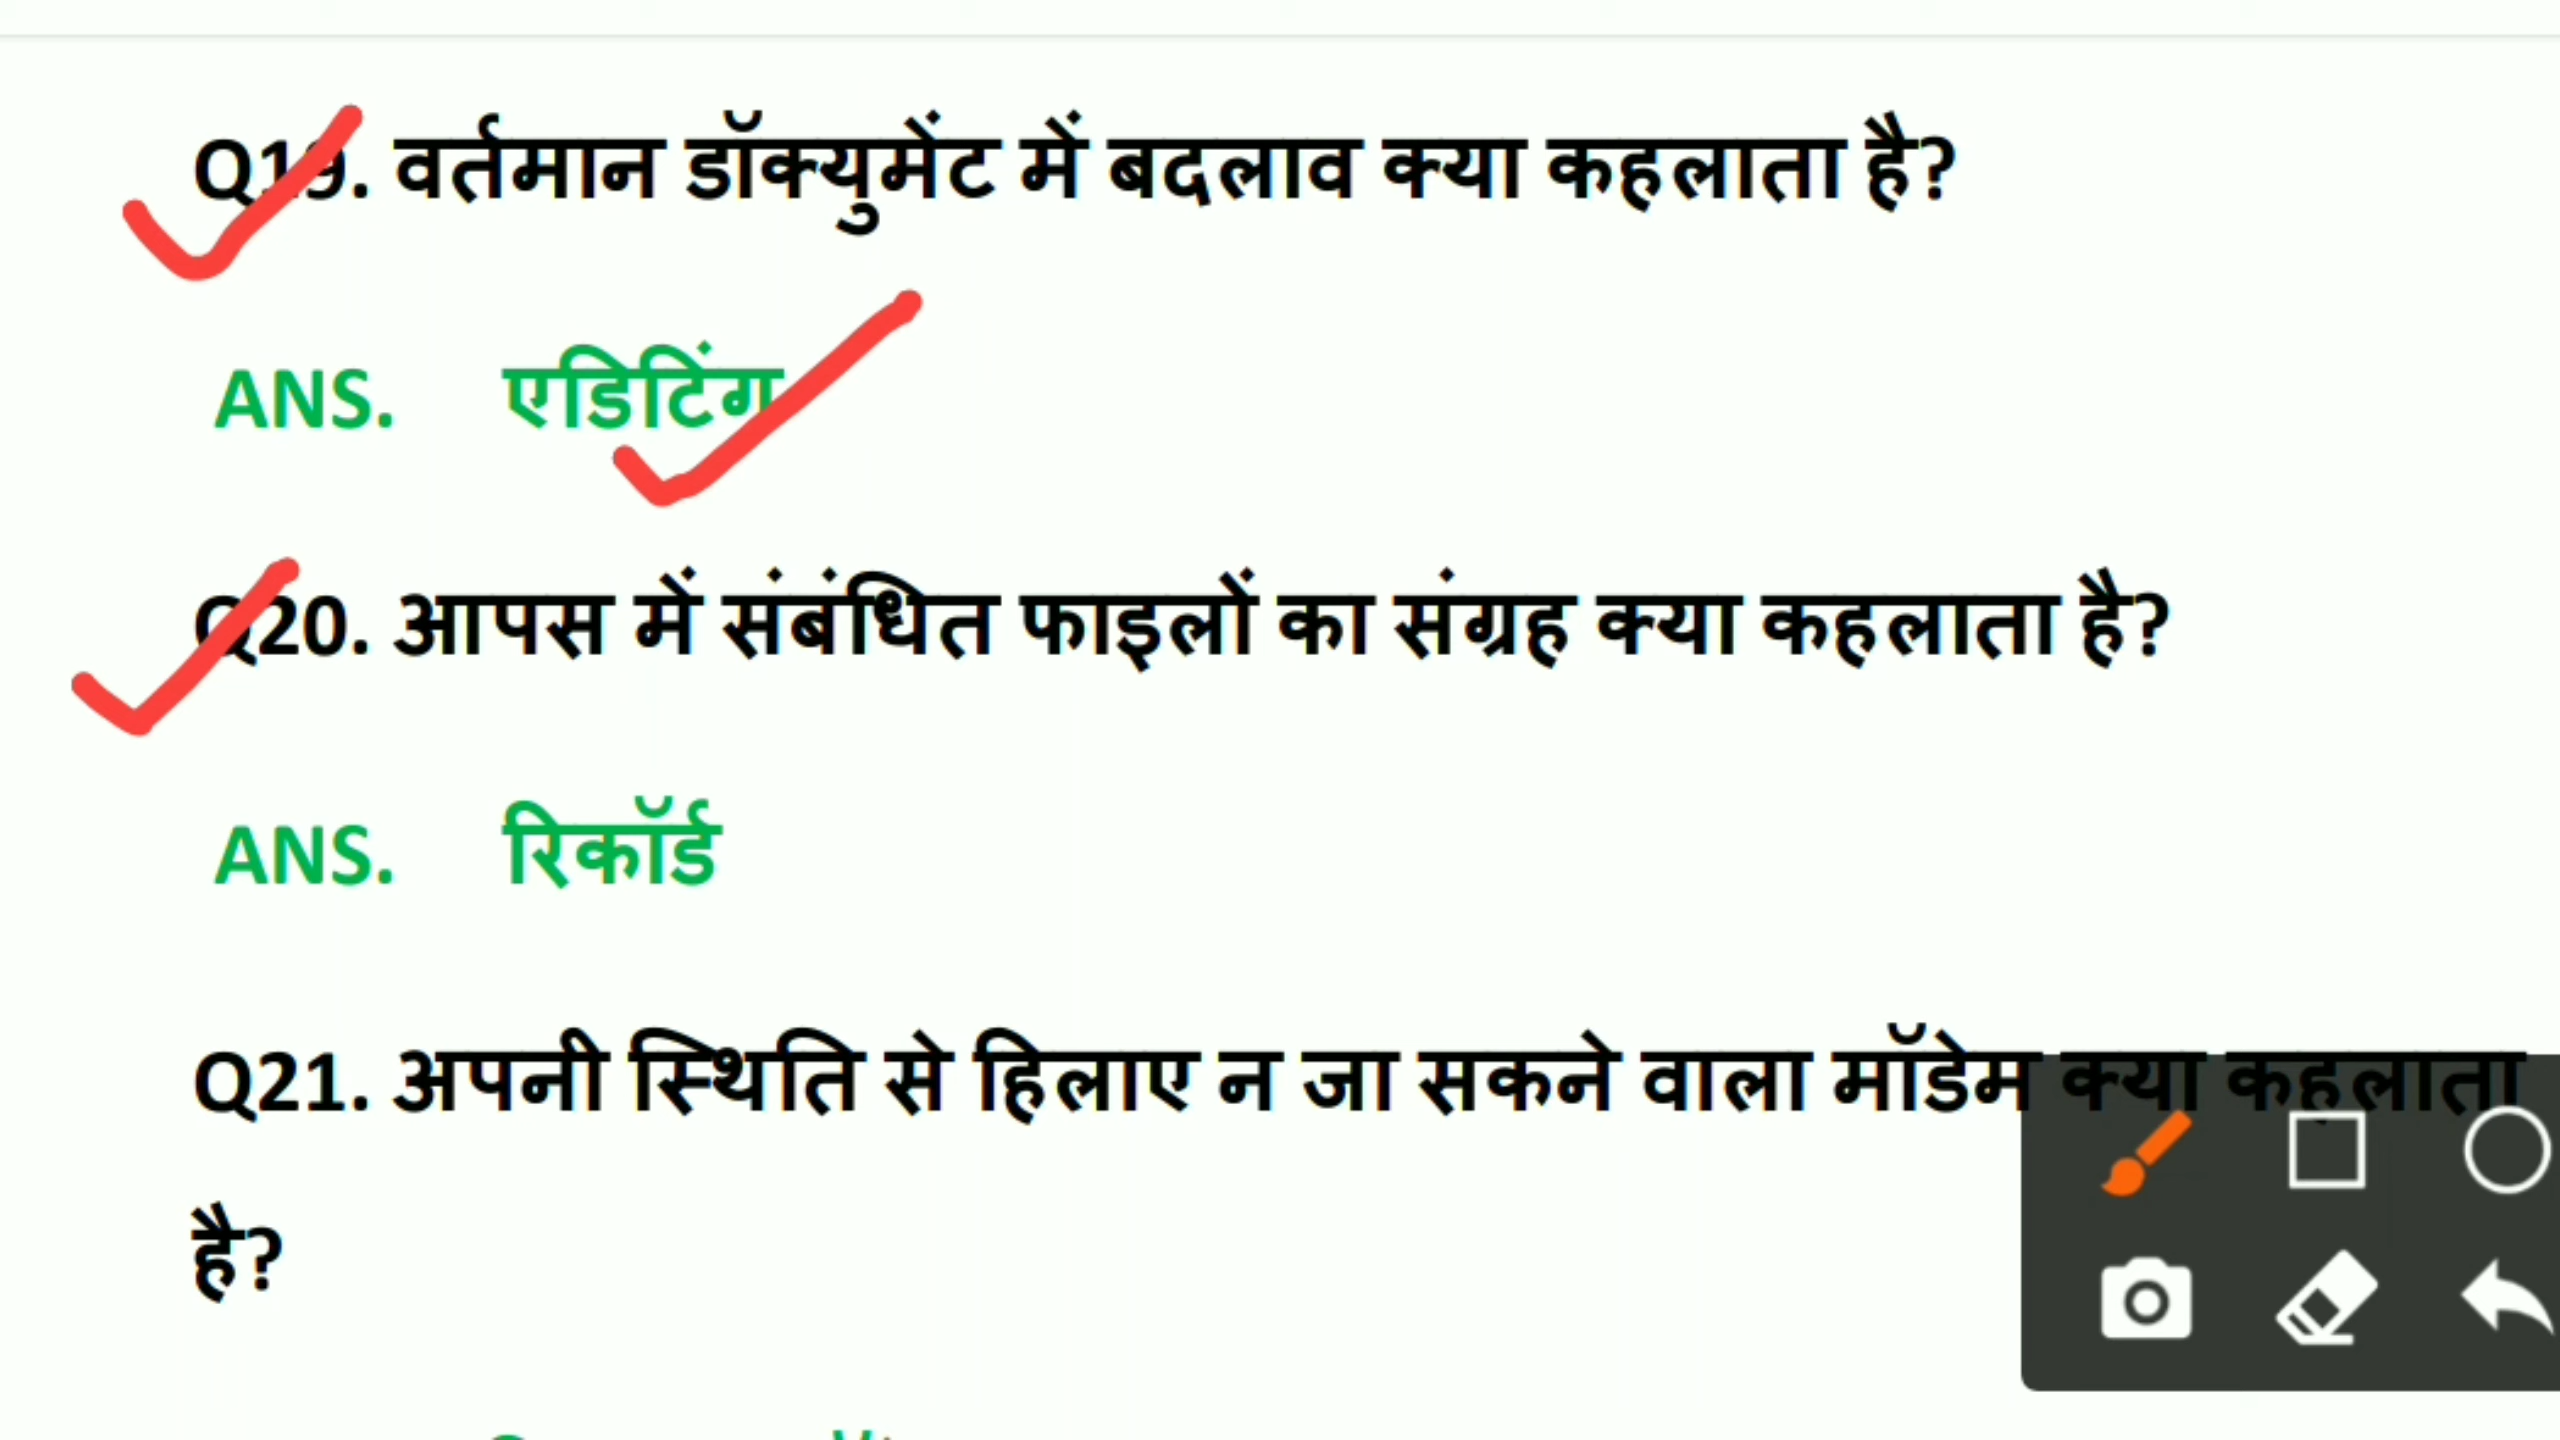 Q19. वर्तमान डॉक्युमेंट में बदलाव क्या कहलाता है?
ANS. एडिटिंग
Q20. आपस में संबंधित फाइलों का संग्रह क्या कहलाता है?
ANS. रिकॉर्ड
Q21. अपनी स्थिति से हिलाए न जा सकने वाला मॉडेम क्या कहलाता
है?